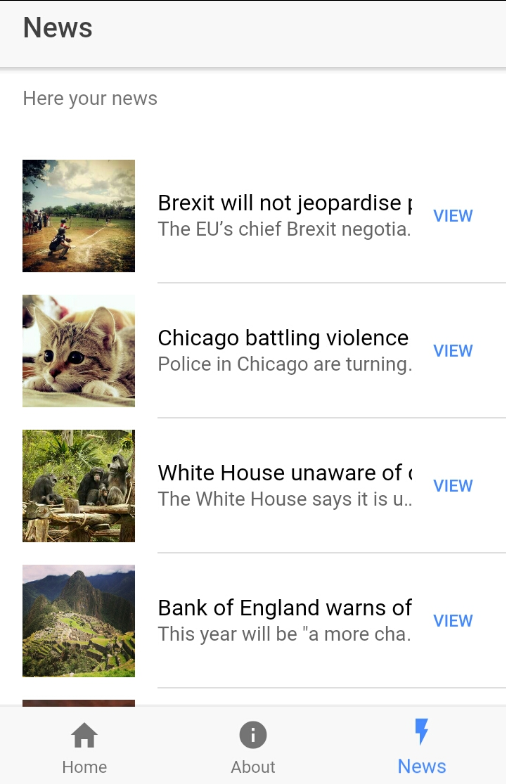 News
Here your news
Brexit will not jeopardise
The EU’s chief Brexit negotia.
VIEW
Chicago battling violence
Police in Chicago are turning.
VIEW
White House unaware of
The White House says it is u..
VIEW
Bank of England warns of
This year will be "a more cha.
VIEW
Home
About
News